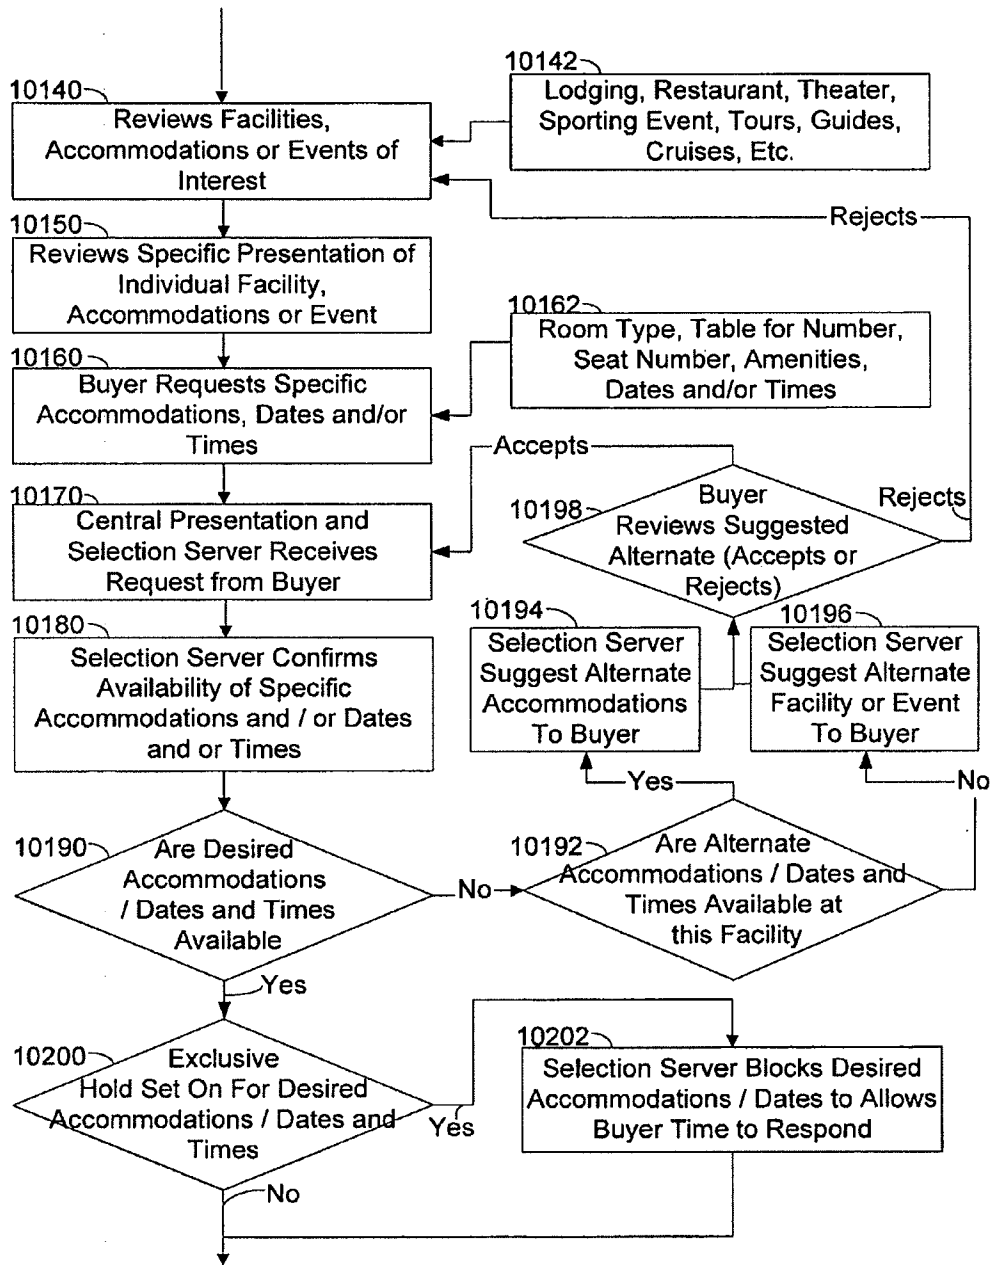 10140
Reviews Facilities,
Accommodations or Events of
Interest
10142
Lodging, Restaurant, Theater,
Sporting Event, Tours, Guides,
Cruises, Etc.
Rejects
10150
Reviews Specific Presentation of
Individual Facility,
Accommodations or Event
10160
Buyer Requests Specific
Accommodations, Dates and/or
Times
10162
Room Type, Table for Number,
Seat Number, Amenities,
Dates and/or Times
Accepts
10170
Central Presentation and
Selection Server Receives
Request from Buyer
10198
Buyer
Reviews Suggested
Alternate (Accepts or
Rejects)
Rejects
10180
Selection Server Confirms
Availability of Specific
Accommodations and / or Dates
and or Times
10194
Selection Server
Suggest Alternate
Accommodations
To Buyer
10196
Selection Server
Suggest Alternate
Facility or Event
To Buyer
Yes
No
10190
Are Desired
Accommodations
/ Dates and Times
Available
No
10192
Are Alternate
Accommodations / Dates and
Times Available at
this Facility
Yes
10200
Exclusive
Hold Set On For Desired
Accommodations / Dates and
Times
Yes
10202
Selection Server Blocks Desired
Accommodations / Dates to Allows
Buyer Time to Respond
No